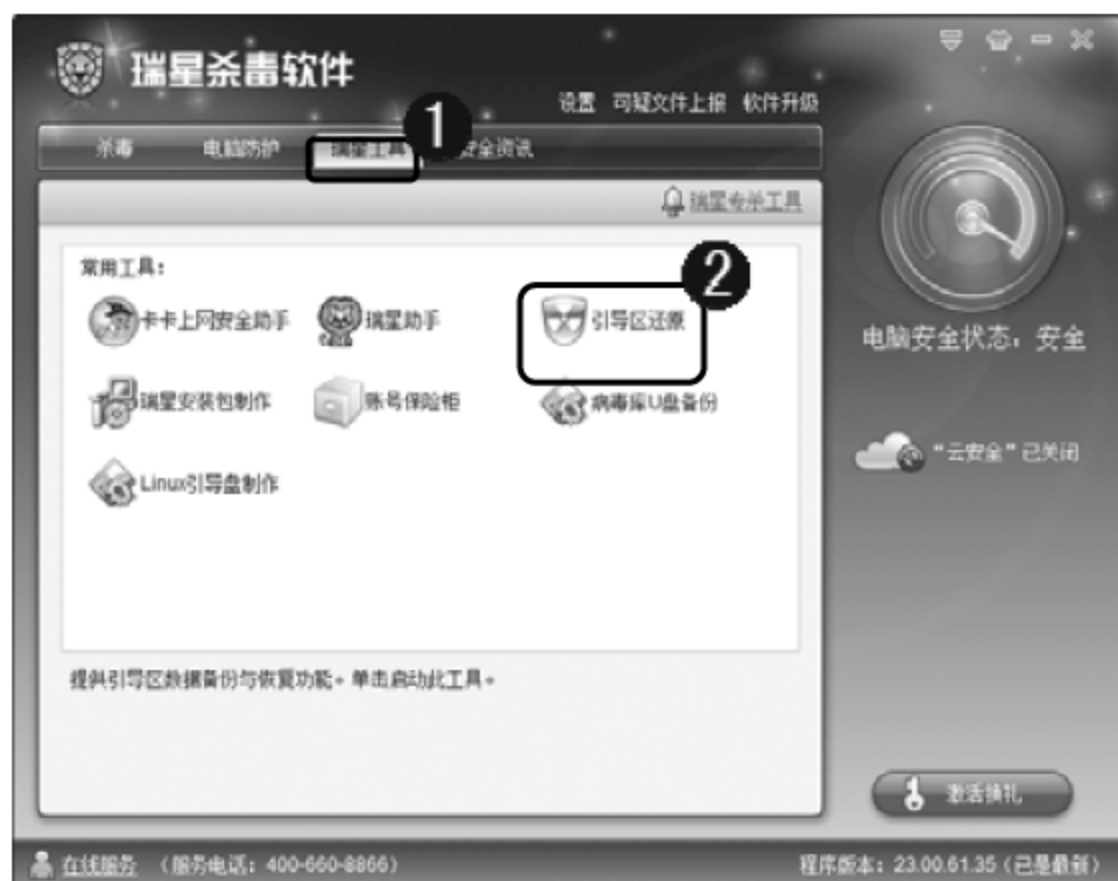 瑞星杀毒软件
设置 可疑文件上报 软件升级
1
杀毒 电脑防护 瑞星工具 安全资讯
瑞星专杀工具
常用工具:
2
卡卡上网安全助手 瑞星助手 引导区还原
瑞星安装包制作 账号保险柜 病毒库U盘备份
Linux引导盘制作
提供引导区数据备份与恢复功能。单击启动此工具。
电脑安全状态：安全
“云安全”已关闭
激活换礼
在线服务 (服务电话: 400-660-8866)
程序版本: 23.00.61.35 (已是最新)